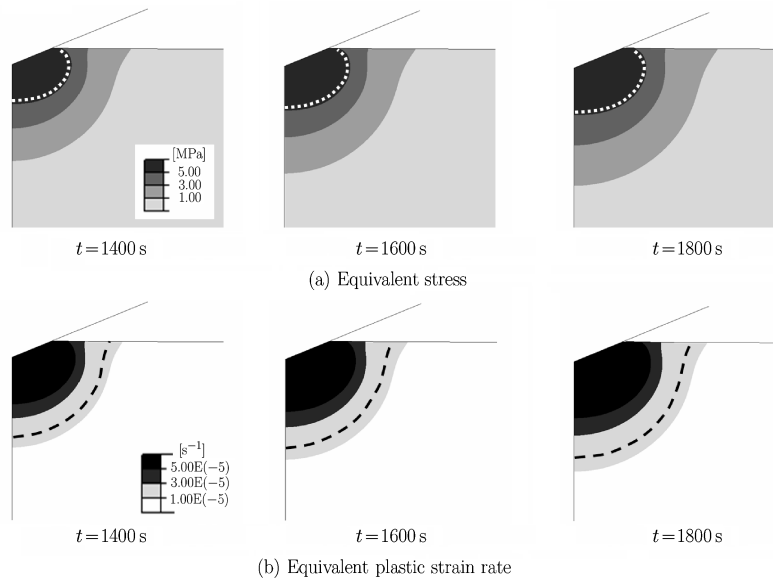 [MPa]
5.00
3.00
1.00
t=1400 s
t=1600 s
t=1800 s
(a) Equivalent stress
[s⁻¹]
5.00E(−5)
3.00E(−5)
1.00E(−5)
t=1400 s
t=1600 s
t=1800 s
(b) Equivalent plastic strain rate